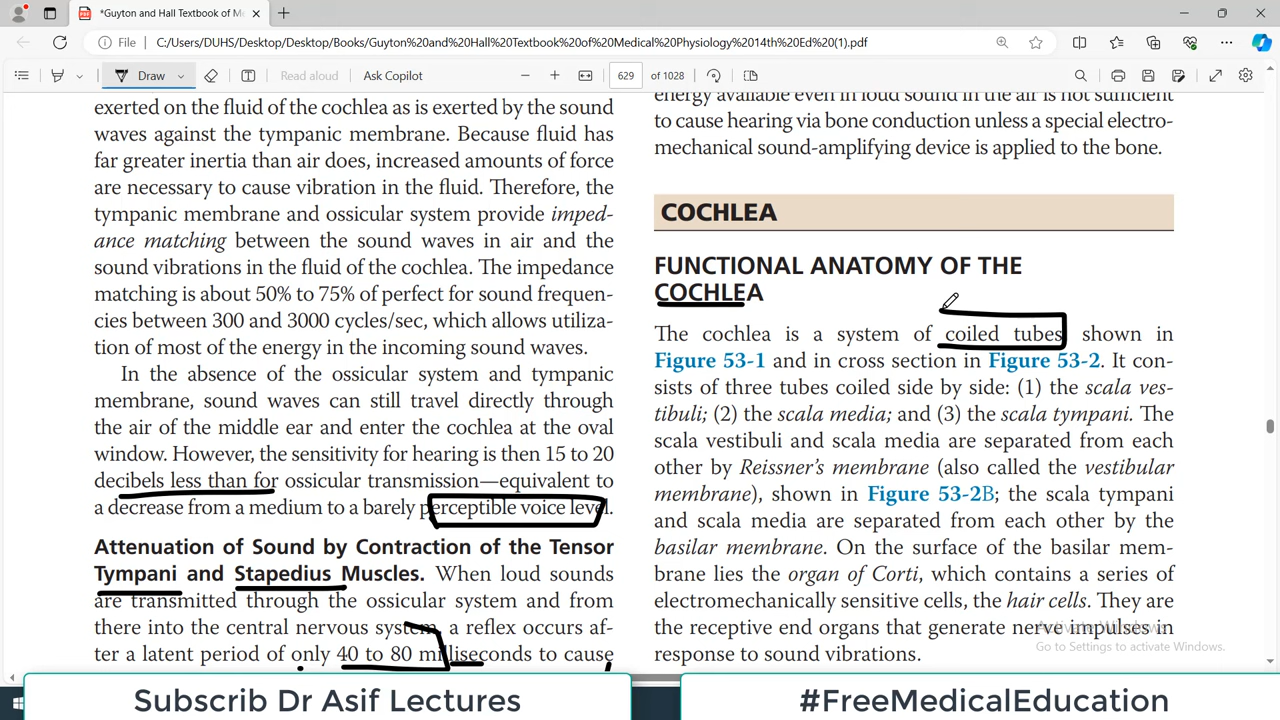 *Guyton and Hall Textbook of Me
File
C:/Users/DUHS/Desktop/Desktop/Books/Guyton%20and%20Hall%20Textbook%20of%20Medical%20Physiology%2014th%20Ed%20(1).pdf
Draw
Read aloud
Ask Copilot
629
of 1028
exerted on the fluid of the cochlea as is exerted by the sound
waves against the tympanic membrane. Because fluid has
far greater inertia than air does, increased amounts of force
are necessary to cause vibration in the fluid. Therefore, the
tympanic membrane and ossicular system provide imped-
ance matching between the sound waves in air and the
sound vibrations in the fluid of the cochlea. The impedance
matching is about 50% to 75% of perfect for sound frequen-
cies between 300 and 3000 cycles/sec, which allows utiliza-
tion of most of the energy in the incoming sound waves.
In the absence of the ossicular system and tympanic
membrane, sound waves can still travel directly through
the air of the middle ear and enter the cochlea at the oval
window. However, the sensitivity for hearing is then 15 to 20
decibels less than for ossicular transmission—equivalent to
a decrease from a medium to a barely perceptible voice level.
Attenuation of Sound by Contraction of the Tensor
Tympani and Stapedius Muscles. When loud sounds
are transmitted through the ossicular system and from
there into the central nervous system, a reflex occurs af-
ter a latent period of only 40 to 80 milliseconds to cause
energy available even in loud sound in the air is not sufficient
to cause hearing via bone conduction unless a special electro-
mechanical sound-amplifying device is applied to the bone.
COCHLEA
FUNCTIONAL ANATOMY OF THE
COCHLEA
The cochlea is a system of coiled tubes shown in
Figure 53-1 and in cross section in Figure 53-2. It con-
sists of three tubes coiled side by side: (1) the scala ves-
tibuli; (2) the scala media; and (3) the scala tympani. The
scala vestibuli and scala media are separated from each
other by Reissner's membrane (also called the vestibular
membrane), shown in Figure 53-2B; the scala tympani
and scala media are separated from each other by the
basilar membrane. On the surface of the basilar mem-
brane lies the organ of Corti, which contains a series of
electromechanically sensitive cells, the hair cells. They are
the receptive end organs that generate nerve impulses in
response to sound vibrations.
Activate Windows
Go to Settings to activate Windows.
Subscrib Dr Asif Lectures
#FreeMedicalEducation